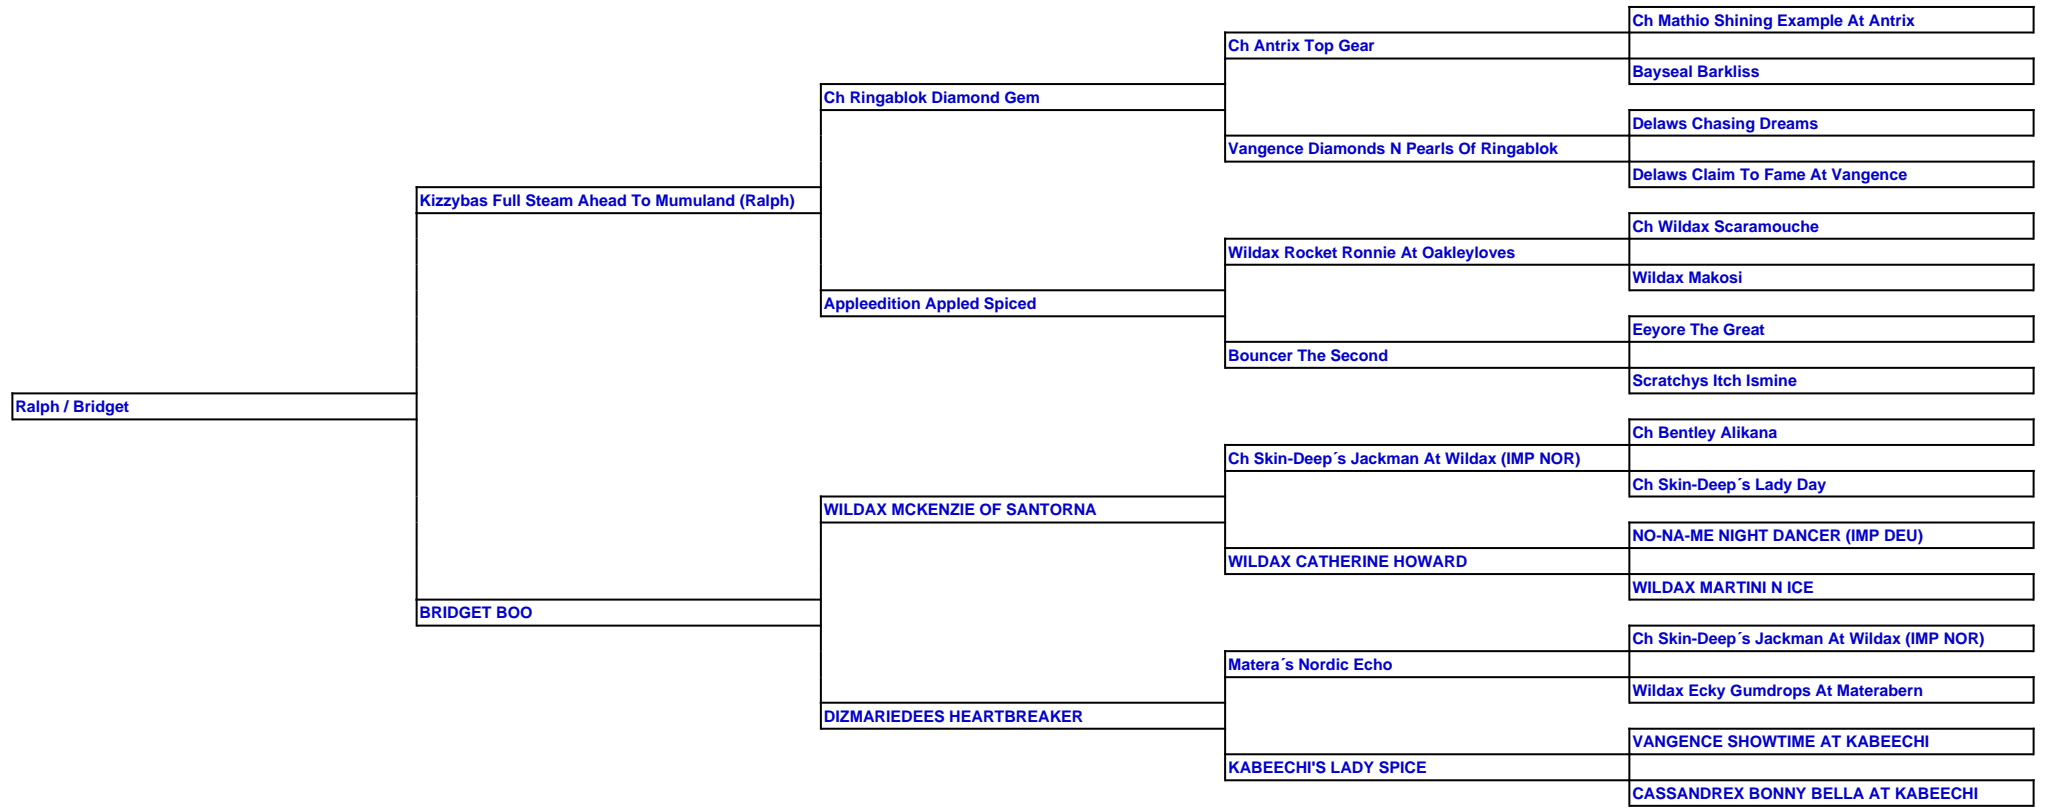 Ch Mathio Shining Example At Antrix
Ch Antrix Top Gear
Bayseal Barkliss
Ch Ringablok Diamond Gem
Delaws Chasing Dreams
Vangence Diamonds N Pearls Of Ringablok
Delaws Claim To Fame At Vangence
Kizzybas Full Steam Ahead To Mumuland (Ralph)
Ch Wildax Scaramouche
Wildax Rocket Ronnie At Oakleyloves
Wildax Makosi
Appleedition Appled Spiced
Eeyore The Great
Bouncer The Second
Scratchys Itch Ismine
Ralph / Bridget
Ch Bentley Alikana
Ch Skin-Deep´s Jackman At Wildax (IMP NOR)
Ch Skin-Deep´s Lady Day
WILDAX MCKENZIE OF SANTORNA
NO-NA-ME NIGHT DANCER (IMP DEU)
WILDAX CATHERINE HOWARD
WILDAX MARTINI N ICE
BRIDGET BOO
Ch Skin-Deep´s Jackman At Wildax (IMP NOR)
Matera´s Nordic Echo
Wildax Ecky Gumdrops At Materabern
DIZMARIEDEES HEARTBREAKER
VANGENCE SHOWTIME AT KABEECHI
KABEECHI'S LADY SPICE
CASSANDREX BONNY BELLA AT KABEECHI